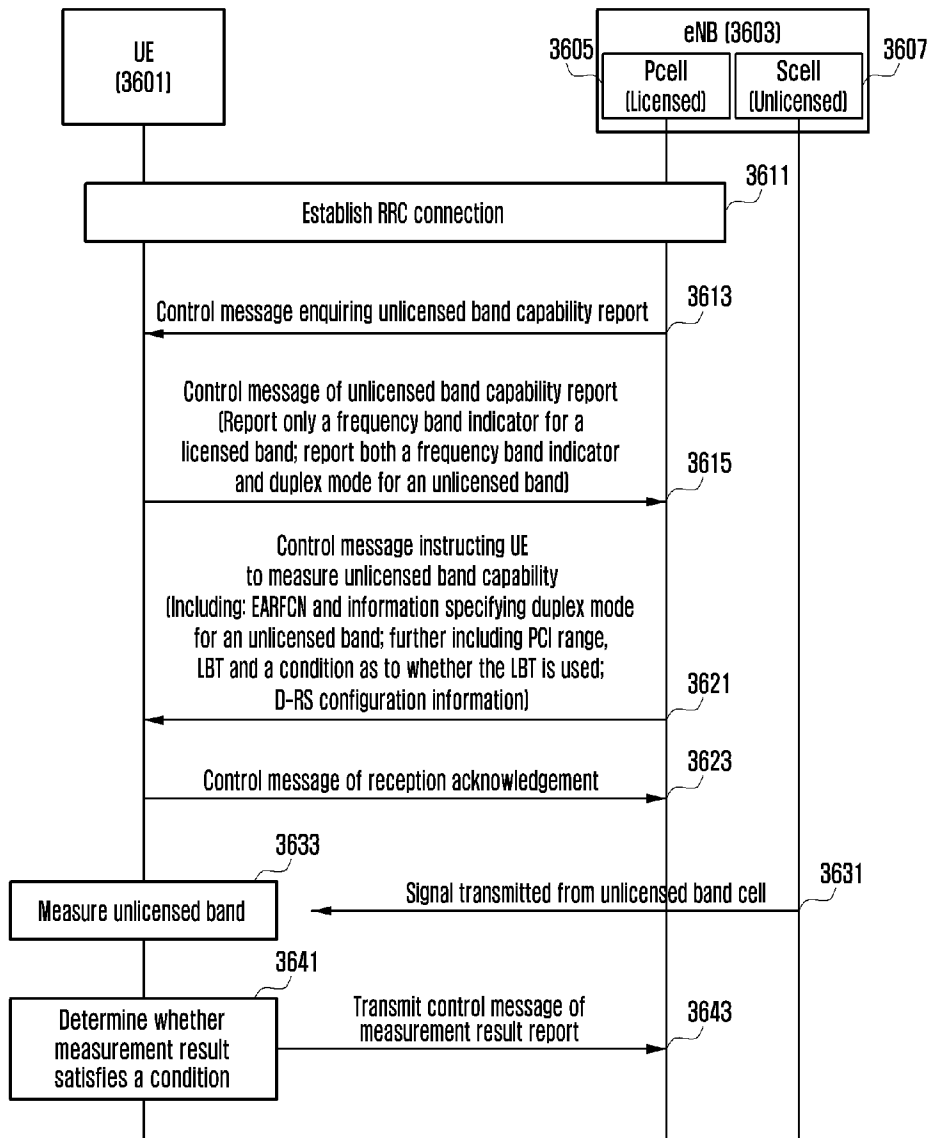 UE
(3601)
eNB (3603)
3605
Pcell
(Licensed)
Scell
(Unlicensed)
3607
3611
Establish RRC connection
3613
Control message enquiring unlicensed band capability report
Control message of unlicensed band capability report
(Report only a frequency band indicator for a
licensed band; report both a frequency band indicator
and duplex mode for an unlicensed band)
3615
Control message instructing UE
to measure unlicensed band capability
(Including: EARFCN and information specifying duplex mode
for an unlicensed band; further including PCI range,
LBT and a condition as to whether the LBT is used;
D-RS configuration information)
3621
Control message of reception acknowledgement
3623
3633
Measure unlicensed band
Signal transmitted from unlicensed band cell
3631
3641
Determine whether
measurement result
satisfies a condition
Transmit control message of
measurement result report
3643